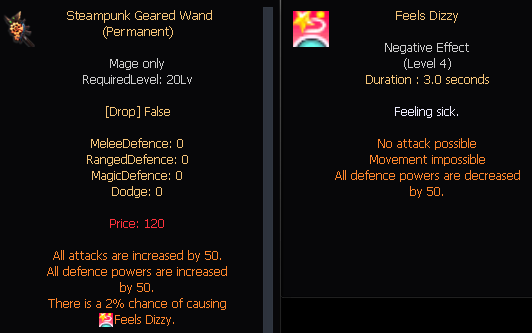 Steampunk Geared Wand
(Permanent)
Mage only
RequiredLevel: 20Lv
[Drop] False
MeleeDefence: 0
RangedDefence: 0
MagicDefence: 0
Dodge: 0
Price: 120
All attacks are increased by 50.
All defence powers are increased
by 50.
There is a 2% chance of causing
Feels Dizzy.
Feels Dizzy
Negative Effect
(Level 4)
Duration : 3.0 seconds
Feeling sick.
No attack possible
Movement impossible
All defence powers are decreased
by 50.